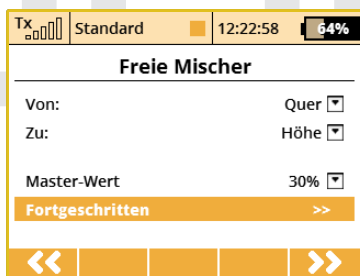 Tx Standard 12:22:58 64%
Freie Mischer
Von: Quer
Zu: Höhe
Master-Wert 30%
Fortgeschritten >>
<< >>